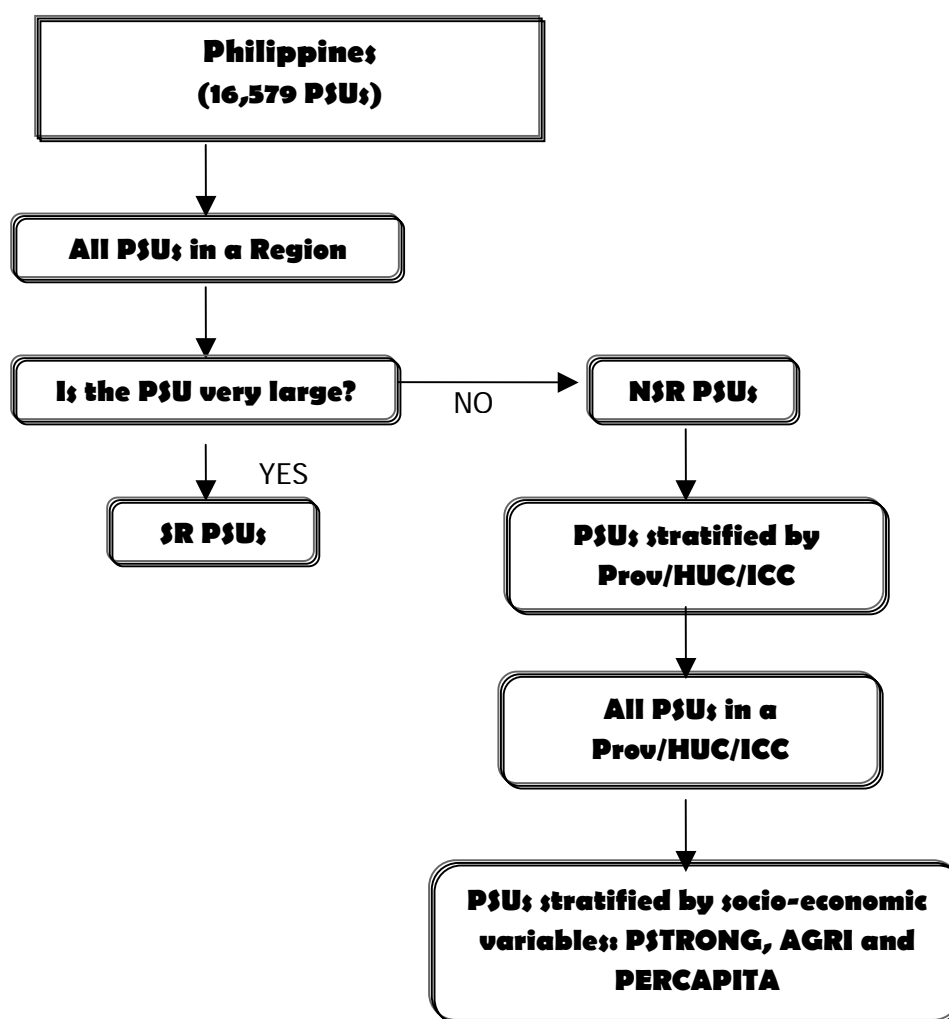 Philippines
(16,579 PSUs)
All PSUs in a Region
Is the PSU very large?
NO
NSR PSUs
YES
SR PSUs
PSUs stratified by
Prov/HUC/ICC
All PSUs in a
Prov/HUC/ICC
PSUs stratified by socio-economic
variables: PSTRONG, AGRI and
PERCAPITA